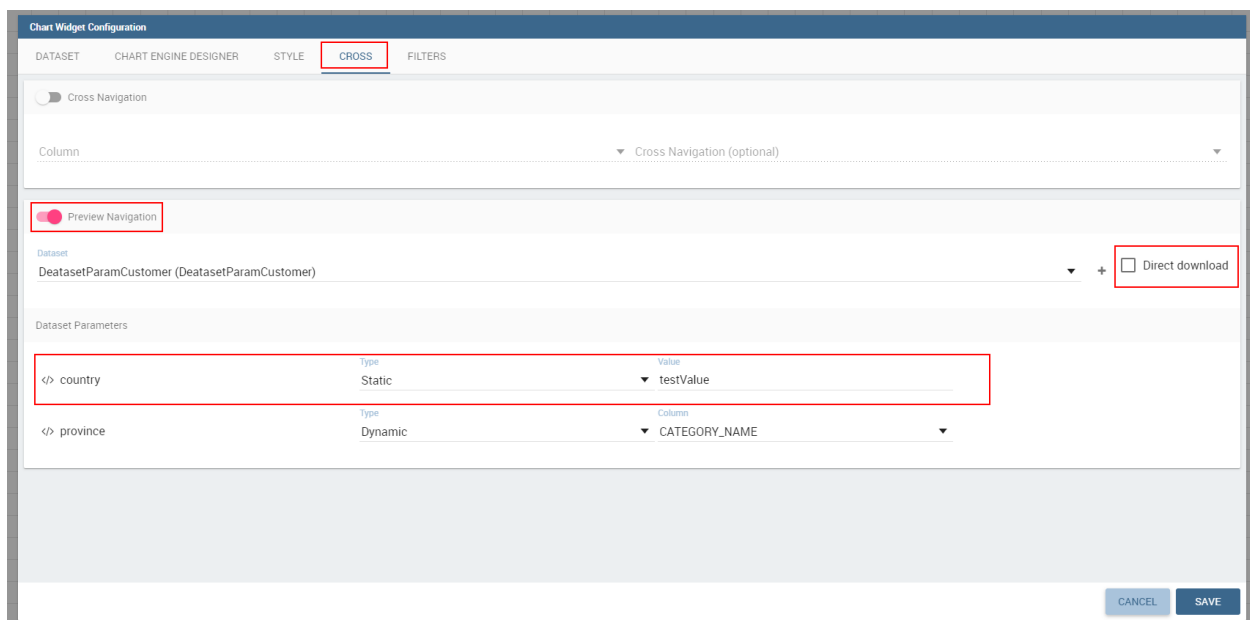 Chart Widget Configuration
DATASET CHART ENGINE DESIGNER STYLE CROSS FILTERS
Cross Navigation
Column Cross Navigation (optional)
Preview Navigation
Dataset
DeatasetParamCustomer (DeatasetParamCustomer) + Direct download
Dataset Parameters
Type Value
</> country Static testValue
Type Column
</> province Dynamic CATEGORY_NAME
CANCEL SAVE